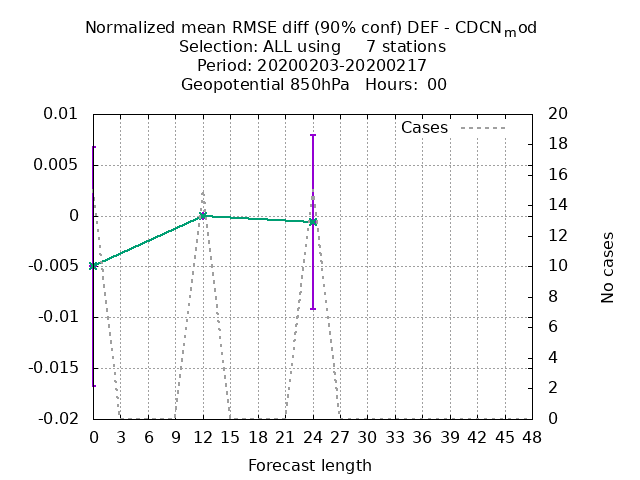 Normalized mean RMSE diff (90% conf) DEF - CDCNmod
Selection: ALL using 7 stations
Period: 20200203-20200217
Geopotential 850hPa Hours: 00
Cases
0.01
0.005
0
-0.005
-0.01
-0.015
-0.02
20
18
16
14
12
10
8
6
4
2
0
No cases
0 3 6 9 12 15 18 21 24 27 30 33 36 39 42 45 48
Forecast length